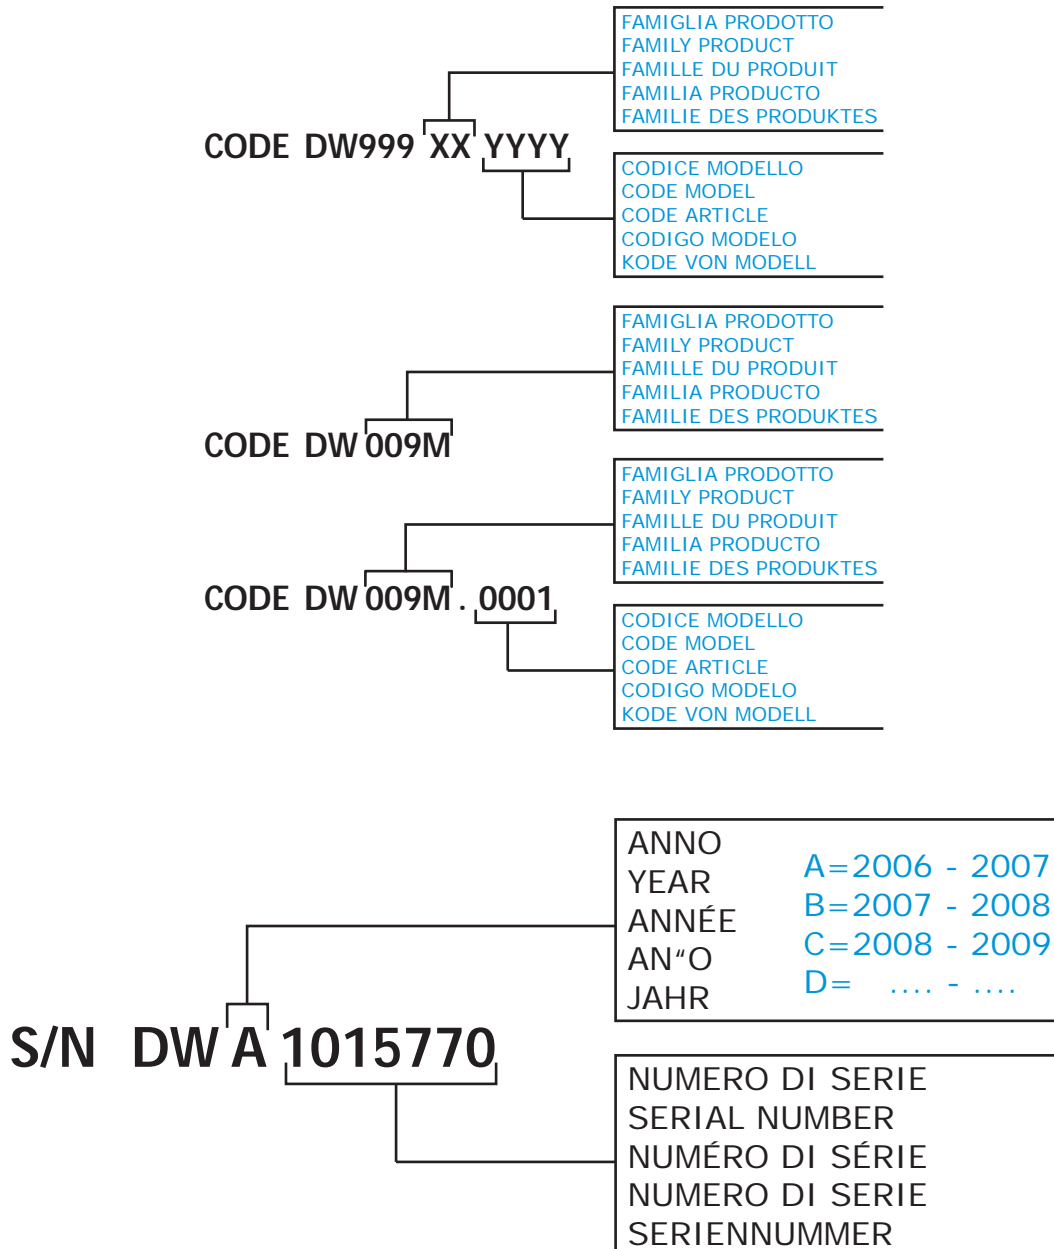 FAMIGLIA PRODOTTO
FAMILY PRODUCT
FAMILLE DU PRODUIT
FAMILIA PRODUCTO
FAMILIE DES PRODUKTES
CODE DW999 XX YYYY
CODICE MODELLO
CODE MODEL
CODE ARTICLE
CODIGO MODELO
KODE VON MODELL
FAMIGLIA PRODOTTO
FAMILY PRODUCT
FAMILLE DU PRODUIT
FAMILIA PRODUCTO
FAMILIE DES PRODUKTES
CODE DW 009M
FAMIGLIA PRODOTTO
FAMILY PRODUCT
FAMILLE DU PRODUIT
FAMILIA PRODUCTO
FAMILIE DES PRODUKTES
CODE DW 009M . 0001
CODICE MODELLO
CODE MODEL
CODE ARTICLE
CODIGO MODELO
KODE VON MODELL
ANNO
YEAR
ANNÉE
AN“O
JAHR
A=2006 - 2007
B=2007 - 2008
C=2008 - 2009
D= .... - ....
S/N DW A 1015770
NUMERO DI SERIE
SERIAL NUMBER
NUMÉRO DI SÉRIE
NUMERO DI SERIE
SERIENNUMMER